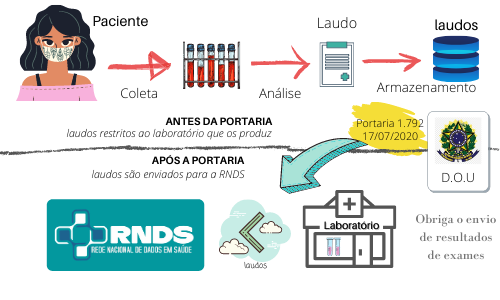 Paciente
Laudo
laudos
Coleta
Análise
Armazenamento
ANTES DA PORTARIA
laudos restritos ao laboratório que os produz
Portaria 1.792
17/07/2020
APÓS A PORTARIA
laudos são enviados para a RNDS
D.O.U
RNDS
REDE NACIONAL DE DADOS EM SAÚDE
laudos
Laboratório
Obriga o envio
de resultados
de exames